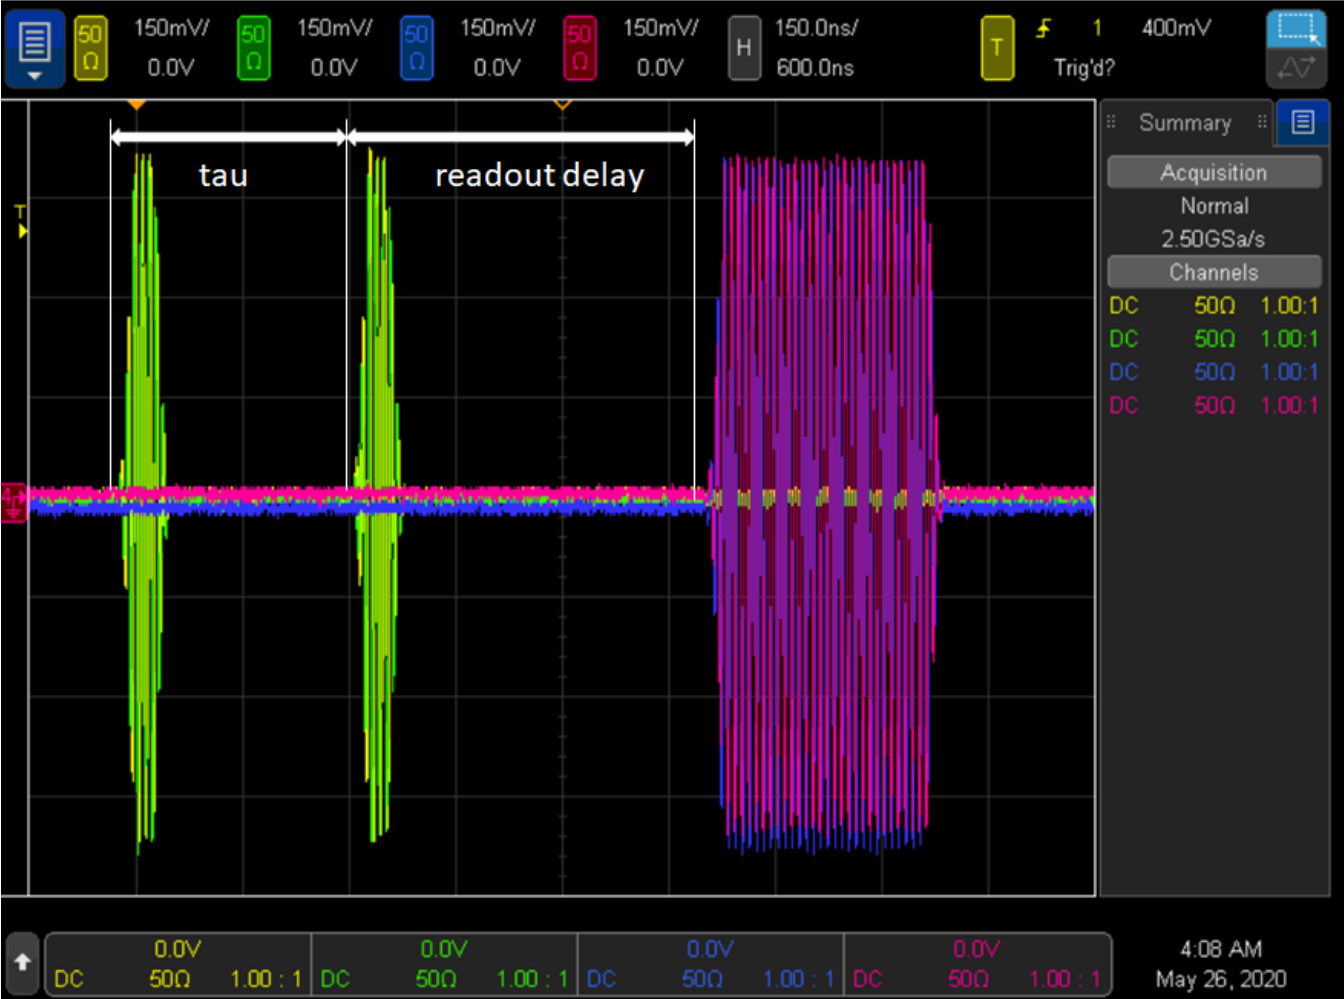 50 Ω 150mV/ 0.0V 50 Ω 150mV/ 0.0V 50 Ω 150mV/ 0.0V 50 Ω 150mV/ 0.0V H 150.0ns/ 600.0ns T 1 400mV Trig'd?
tau readout delay
T
Summary
Acquisition
Normal
2.50GSa/s
Channels
DC 50Ω 1.00:1
DC 50Ω 1.00:1
DC 50Ω 1.00:1
DC 50Ω 1.00:1
0.0V 0.0V 0.0V 0.0V 4:08 AM
DC 50Ω 1.00 : 1 DC 50Ω 1.00 : 1 DC 50Ω 1.00 : 1 DC 50Ω 1.00 : 1 May 26, 2020